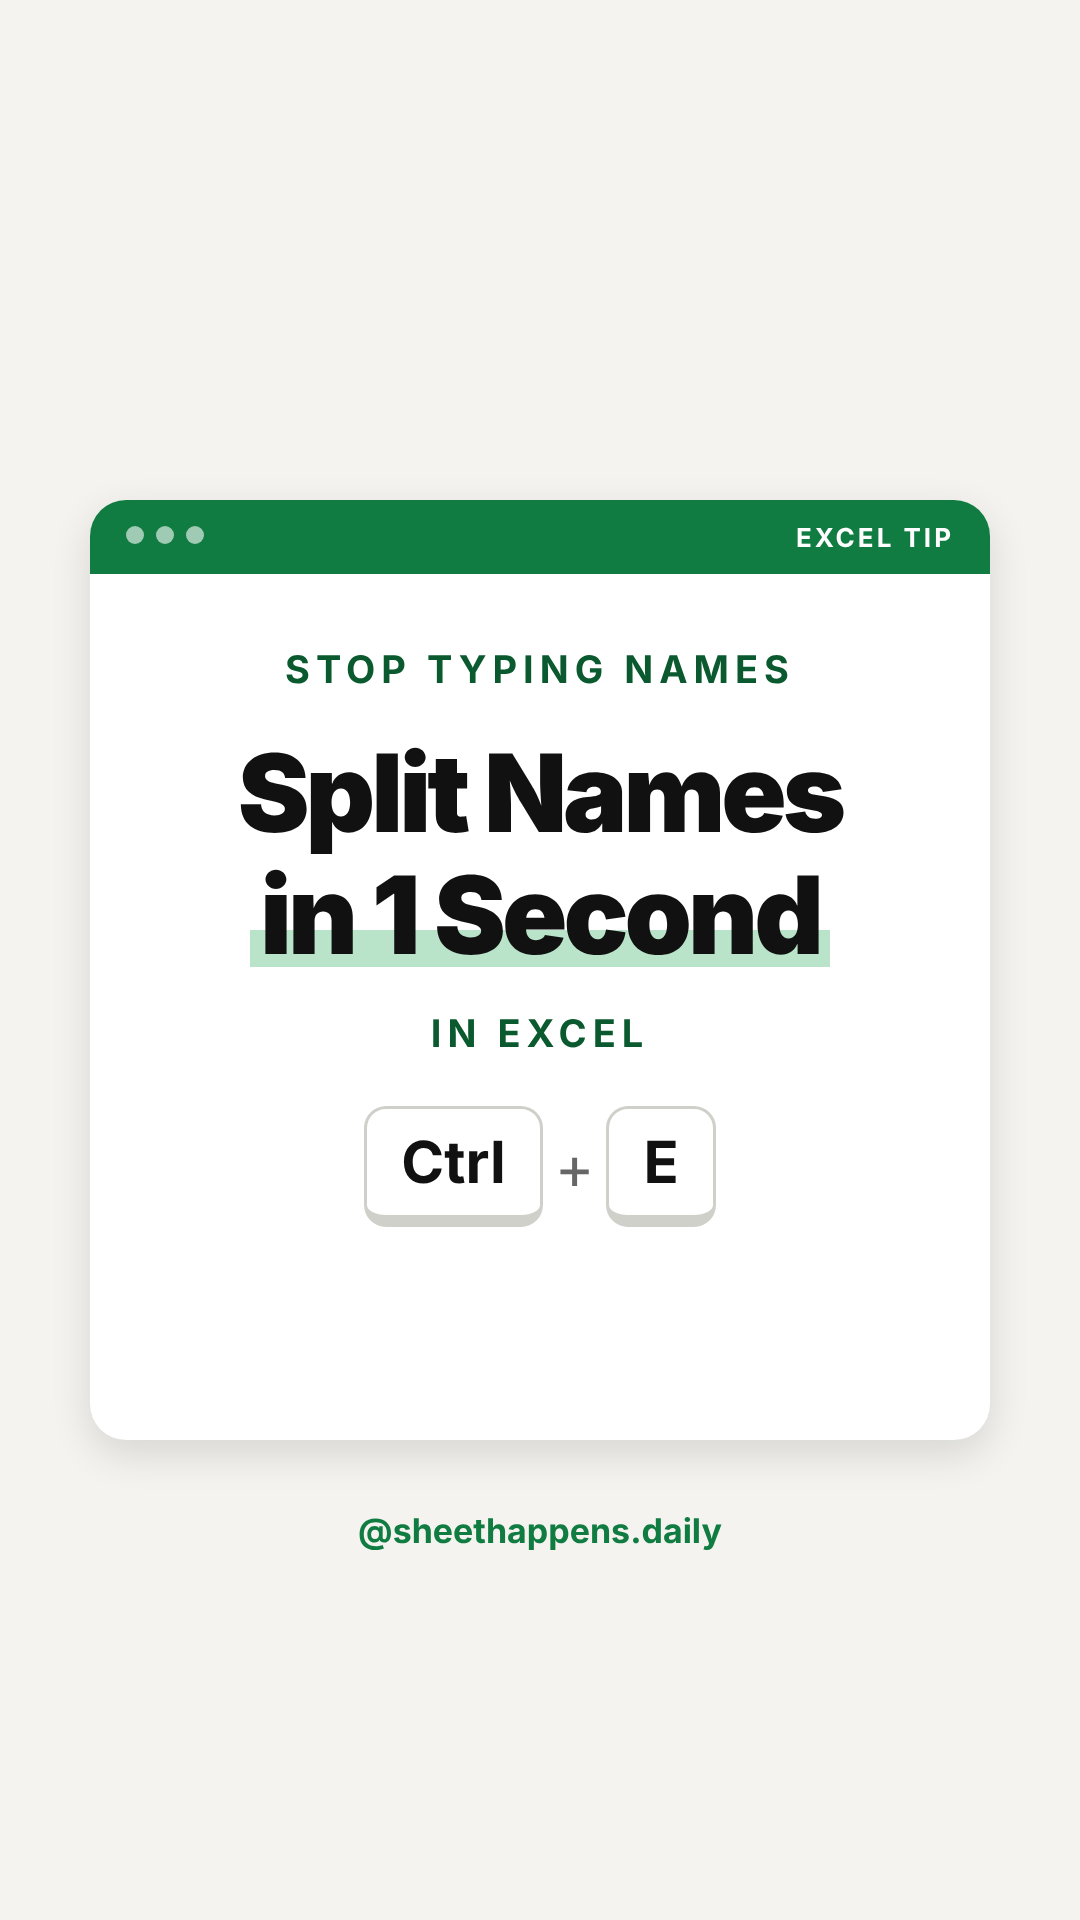 EXCEL TIP
STOP TYPING NAMES
Split Names
in 1 Second
IN EXCEL
Ctrl + E
@sheethappens.daily